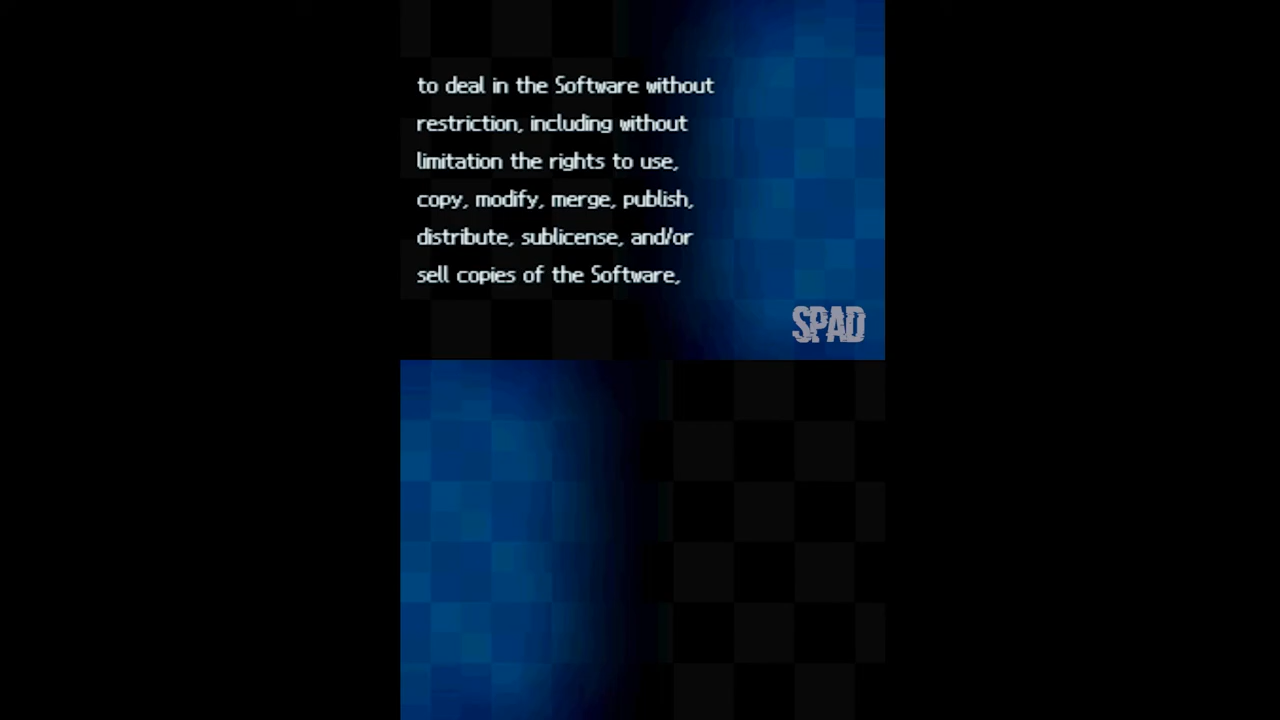 to deal in the Software without
restriction, including without
limitation the rights to use,
copy, modify, merge, publish,
distribute, sublicense, and/or
sell copies of the Software,
SPAD